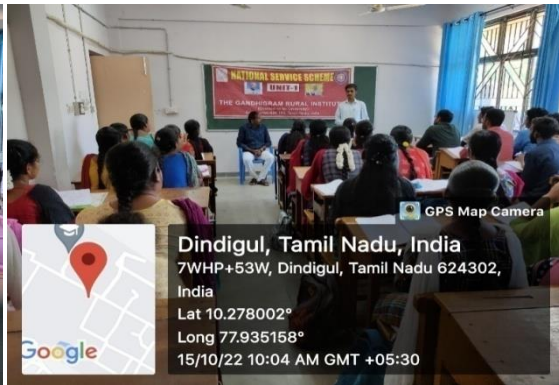 NATIONAL SERVICE SCHEME
UNIT-1
THE GANDHIGRAM RURAL INSTITUTE
GPS Map Camera
Dindigul, Tamil Nadu, India
7WHP+53W, Dindigul, Tamil Nadu 624302,
India
Lat 10.278002°
Long 77.935158°
15/10/22 10:04 AM GMT +05:30
Google